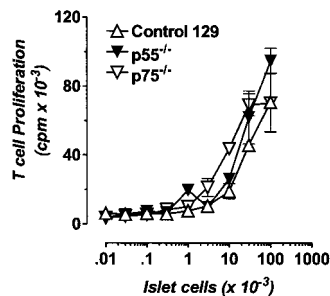 120
80
40
0
T cell Proliferation
(cpm x 10⁻³)
Control 129
p55⁻/⁻
p75⁻/⁻
.01 .1 1 10 100 1000
Islet cells (x 10⁻³)